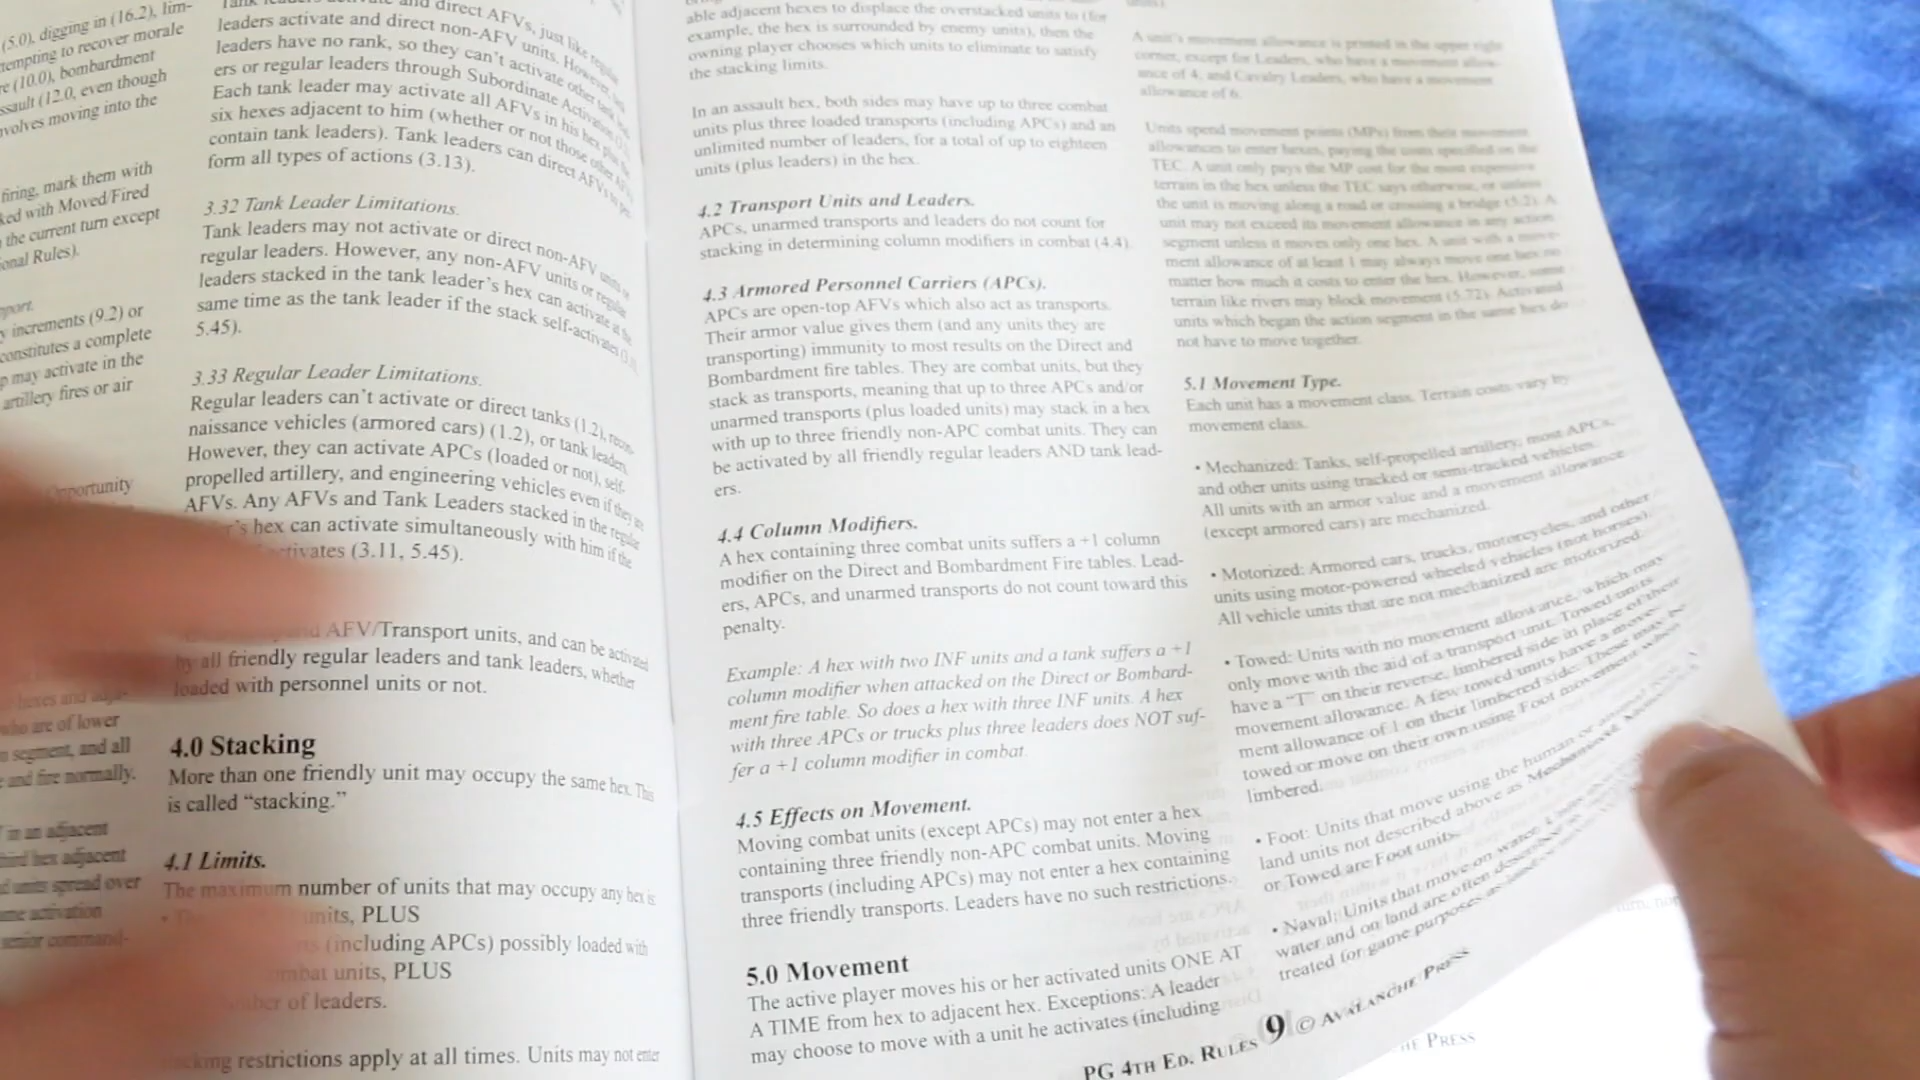 (5.0), digging in (16.2), lim-
tempting to recover morale
(10.0), bombardment
(12.0, even though
volves moving into the
firing, mark them with
with Moved/Fired
the current turn except
Rules).
increments (9.2) or
constitutes a complete
may activate in the
artillery fires or air
Opportunity
who are of lower
segment, and all
and fire normally.
in an adjacent
hex adjacent
units spread over
activation
direct AFVs, just like regular
leaders activate and direct non-AFV units. However,
leaders have no rank, so they can't activate other
ers or regular leaders through Subordinate Activation
Each tank leader may activate all AFVs in his hex plus the
six hexes adjacent to him (whether or not those other
contain tank leaders). Tank leaders can direct AFVs to per-
form all types of actions (3.13).
3.32 Tank Leader Limitations.
Tank leaders may not activate or direct non-AFV units or
regular leaders. However, any non-AFV units or regular
leaders stacked in the tank leader's hex can activate at the
same time as the tank leader if the stack self-activates
5.45).
3.33 Regular Leader Limitations.
Regular leaders can't activate or direct tanks (1.2), recon-
naissance vehicles (armored cars) (1.2), or tank leaders.
However, they can activate APCs (loaded or not), self-
propelled artillery, and engineering vehicles even if they are
AFVs. Any AFVs and Tank Leaders stacked in the regular
hex can activate simultaneously with him if the
(3.11, 5.45).
AFV/Transport units, and can be activated
by all friendly regular leaders and tank leaders, whether
loaded with personnel units or not.
4.0 Stacking
More than one friendly unit may occupy the same hex. This
is called “stacking.”
4.1 Limits.
The maximum number of units that may occupy any hex is
units, PLUS
(including APCs) possibly loaded with
units, PLUS
of leaders.
restrictions apply at all times. Units may not enter
able adjacent hexes to displace the overstacked units to (for
example, the hex is surrounded by enemy units), then the
owning player chooses which units to eliminate to satisfy
the stacking limits.
In an assault hex, both sides may have up to three combat
units plus three loaded transports (including APCs) and an
unlimited number of leaders, for a total of up to eighteen
units (plus leaders) in the hex.
4.2 Transport Units and Leaders.
APCs, unarmed transports and leaders do not count for
stacking in determining column modifiers in combat (4.4).
4.3 Armored Personnel Carriers (APCs).
APCs are open-top AFVs which also act as transports.
Their armor value gives them (and any units they are
transporting) immunity to most results on the Direct and
Bombardment fire tables. They are combat units, but they
stack as transports, meaning that up to three APCs and/or
unarmed transports (plus loaded units) may stack in a hex
with up to three friendly non-APC combat units. They can
be activated by all friendly regular leaders AND tank lead-
ers.
4.4 Column Modifiers.
A hex containing three combat units suffers a +1 column
modifier on the Direct and Bombardment Fire tables. Lead-
ers, APCs, and unarmed transports do not count toward this
penalty.
Example: A hex with two INF units and a tank suffers a +1
column modifier when attacked on the Direct or Bombard-
ment fire table. So does a hex with three INF units. A hex
with three APCs or trucks plus three leaders does NOT suf-
fer a +1 column modifier in combat.
4.5 Effects on Movement.
Moving combat units (except APCs) may not enter a hex
containing three friendly non-APC combat units. Moving
transports (including APCs) may not enter a hex containing
three friendly transports. Leaders have no such restrictions.
5.0 Movement
The active player moves his or her activated units ONE AT
A TIME from hex to adjacent hex. Exceptions: A leader
may choose to move with a unit he activates (including
A unit's movement allowance is printed in the upper right
corner, except for Leaders, who have a movement allow-
ance of 4, and Cavalry Leaders, who have a movement
allowance of 6.
Units spend movement points (MPs) from their movement
allowances to enter hexes, paying the costs specified on the
TEC. A unit only pays the MP cost for the most expensive
terrain in the hex unless the TEC says otherwise, or unless
the unit is moving along a road or crossing a bridge (5.2). A
unit may not exceed its movement allowance in any action
segment unless it moves only one hex. A unit with a move-
ment allowance of at least 1 may always move one hex no
matter how much it costs to enter the hex. However, some
terrain like rivers may block movement (5.72). Activated
units which began the action segment in the same hex do
not have to move together.
5.1 Movement Type.
Each unit has a movement class. Terrain costs vary by
movement class.
• Mechanized: Tanks, self-propelled artillery, most APCs,
and other units using tracked or semi-tracked vehicles.
All units with an armor value and a movement allowance
(except armored cars) are mechanized.
• Motorized: Armored cars, trucks, motorcycles, and other
units using motor-powered wheeled vehicles (not horses).
All vehicle units that are not mechanized are motorized.
• Towed: Units with no movement allowance, which may
only move with the aid of a transport unit. Towed units
have a “T” on their reverse, limbered side in place of their
movement allowance. A few towed units have a move-
ment allowance of 1 on their limbered side. These may be
towed or move on their own using Foot movement when
limbered.
• Foot: Units that move using the human or
land units not described above as Mechanized,
or Towed are Foot units.
• Naval: Units that move on water.
water and on land are often described as
treated for game purposes as
PG 4TH ED. RULES 9 © AVALANCHE PRESS
PRESS